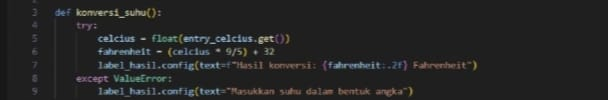 3 def konversi_suhu():
4 try:
5 celcius = float(entry_celcius.get())
6 fahrenheit = (celcius * 9/5) + 32
7 label_hasil.config(text=f"Hasil konversi: {fahrenheit:.2f} Fahrenheit")
8 except ValueError:
9 label_hasil.config(text="Masukkan suhu dalam bentuk angka")